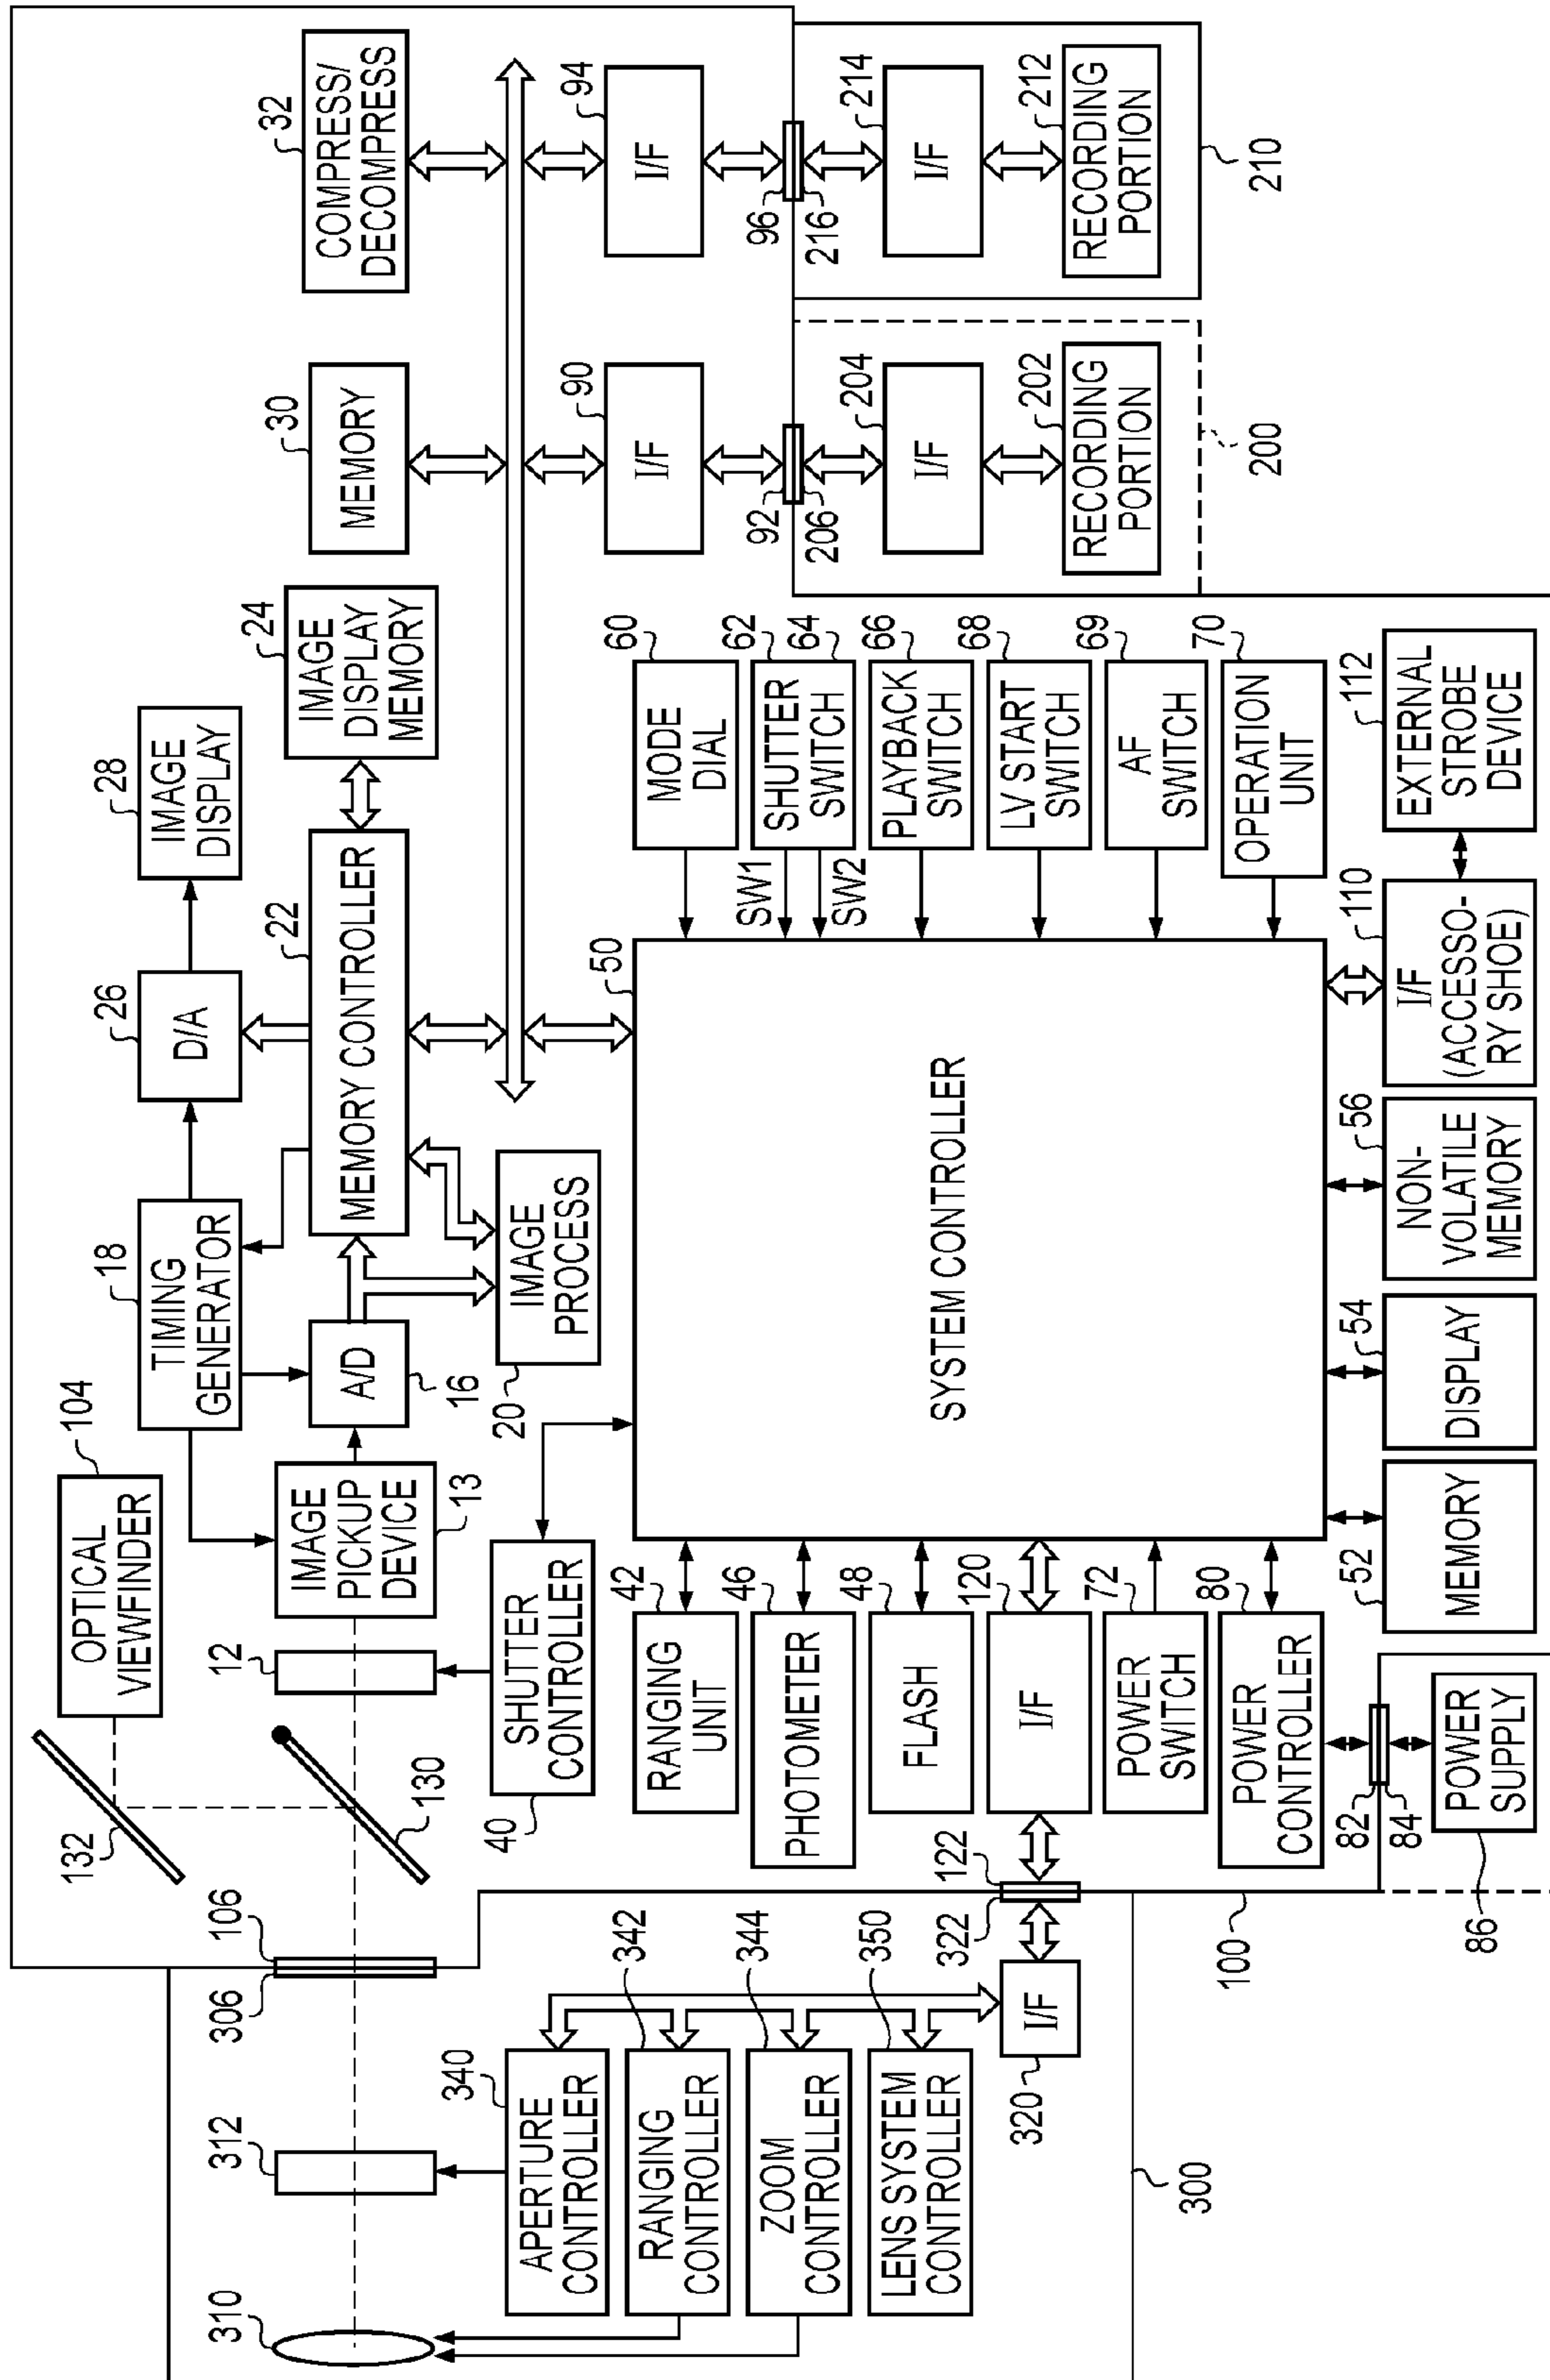 32
COMPRESS/
DECOMPRESS
94
I/F
96
216
214
I/F
212
RECORDING
PORTION
210
30
MEMORY
90
I/F
92
206
204
I/F
202
RECORDING
PORTION
200
24
IMAGE
DISPLAY
MEMORY
28
IMAGE
DISPLAY
26
D/A
22
MEMORY CONTROLLER
18
TIMING
GENERATOR
A/D
16
IMAGE
PROCESS
20
104
OPTICAL
VIEWFINDER
IMAGE
PICKUP
DEVICE
13
12
SHUTTER
CONTROLLER
40
130
132
106
306
312
310
340
APERTURE
CONTROLLER
342
RANGING
CONTROLLER
344
ZOOM
CONTROLLER
350
LENS SYSTEM
CONTROLLER
I/F
320
322
122
300
100
50
SYSTEM CONTROLLER
60
MODE
DIAL
62
SHUTTER
SWITCH
64
SW1
SW2
66
PLAYBACK
SWITCH
68
LV START
SWITCH
69
AF
SWITCH
70
OPERATION
UNIT
42
RANGING
UNIT
46
PHOTOMETER
48
FLASH
120
I/F
72
POWER
SWITCH
80
POWER
CONTROLLER
82
84
POWER
SUPPLY
86
52
MEMORY
54
DISPLAY
56
NON-
VOLATILE
MEMORY
110
I/F
(ACCESSO-
RY SHOE)
112
EXTERNAL
STROBE
DEVICE